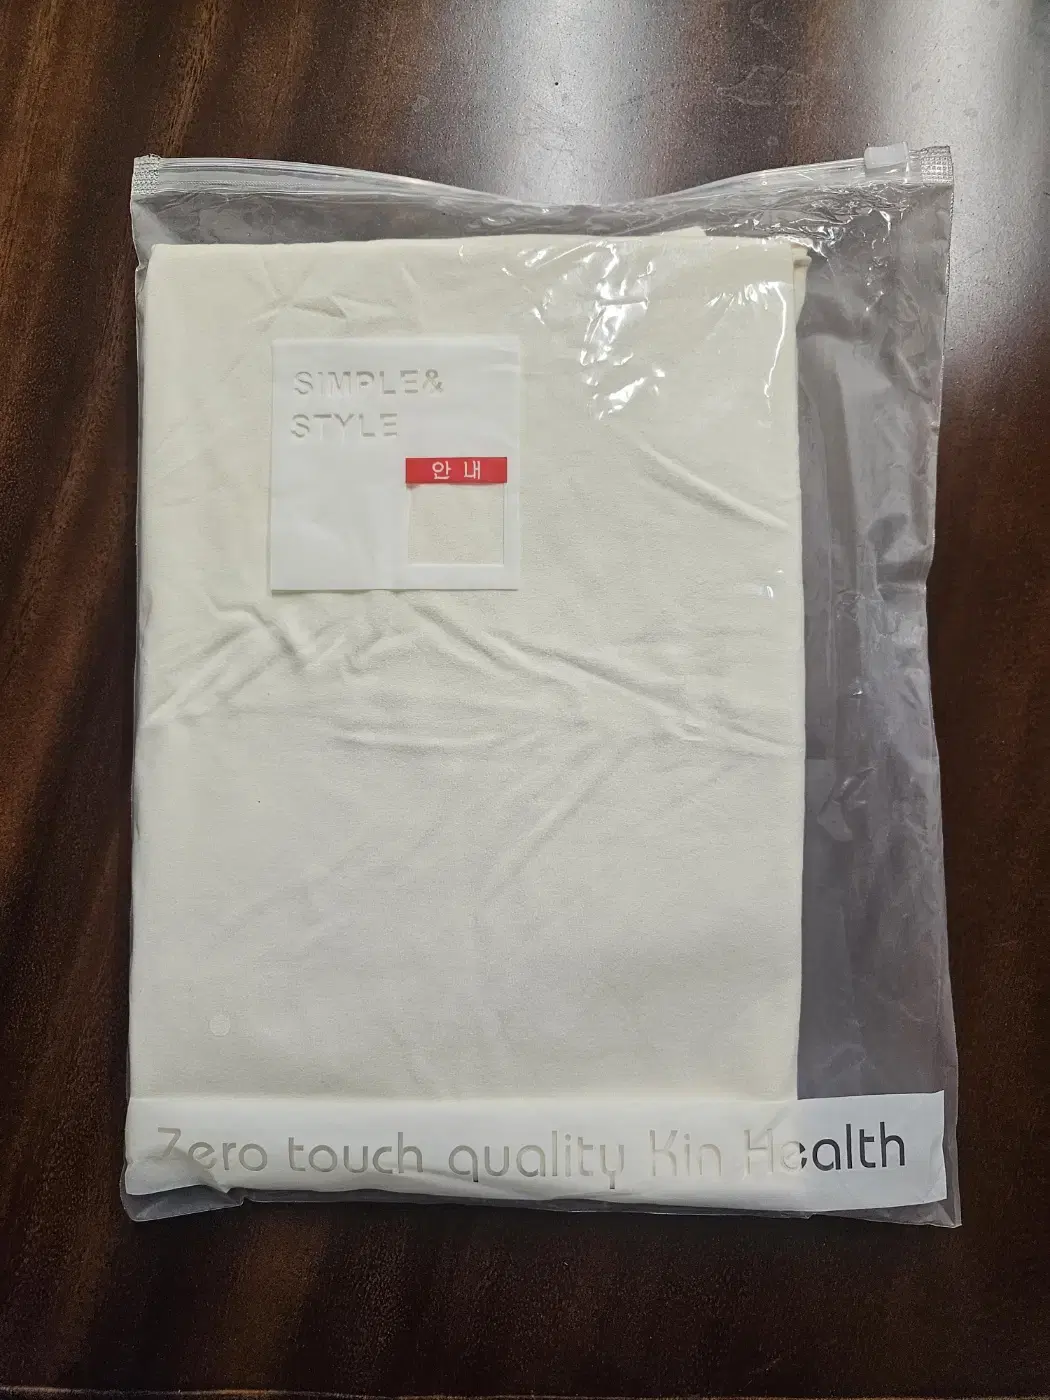 SIMPLE&
STYLE
안 내
Zero touch quality Kin Health